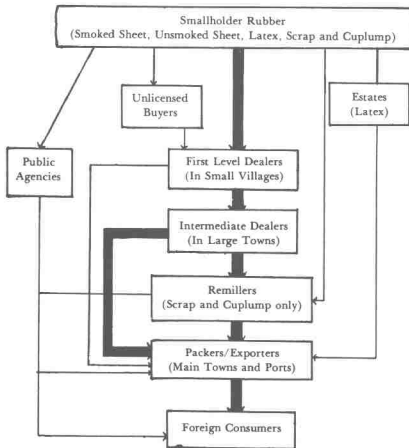 Smallholder Rubber
(Smoked Sheet, Unsmoked Sheet, Latex, Scrap and Cuplump)
Unlicensed
Buyers
Estates
(Latex)
Public
Agencies
First Level Dealers
(In Small Villages)
Intermediate Dealers
(In Large Towns)
Remillers
(Scrap and Cuplump only)
Packers/Exporters
(Main Towns and Ports)
Foreign Consumers